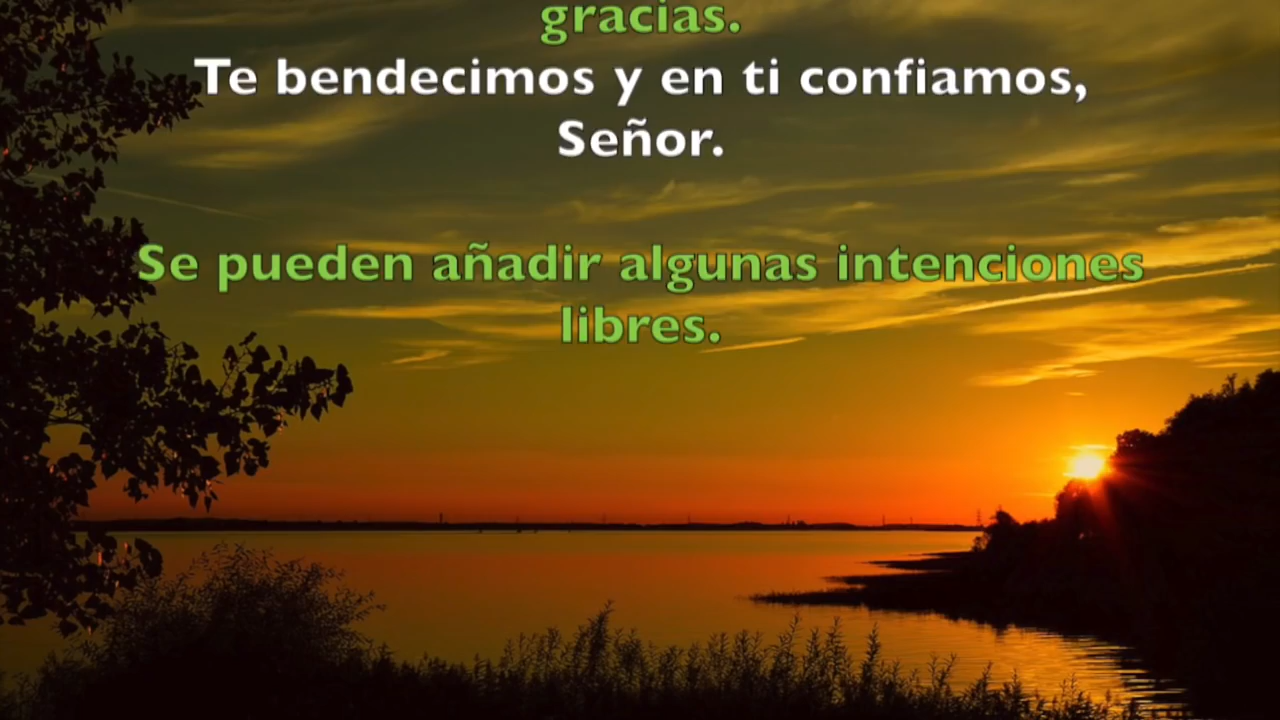 gracias.
Te bendecimos y en ti confiamos,
Señor.
Se pueden añadir algunas intenciones
libres.